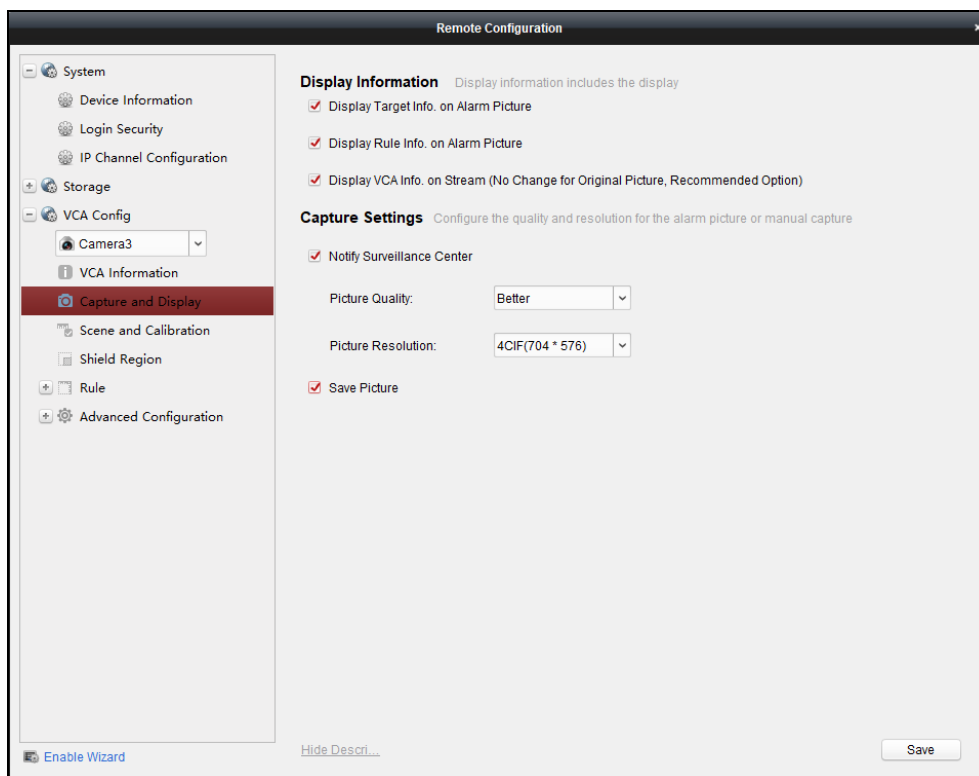 Remote Configuration
System
Device Information
Login Security
IP Channel Configuration
Storage
VCA Config
Camera3
VCA Information
Capture and Display
Scene and Calibration
Shield Region
Rule
Advanced Configuration
Enable Wizard
Display Information Display information includes the display
Display Target Info. on Alarm Picture
Display Rule Info. on Alarm Picture
Display VCA Info. on Stream (No Change for Original Picture, Recommended Option)
Capture Settings Configure the quality and resolution for the alarm picture or manual capture
Notify Surveillance Center
Picture Quality: Better
Picture Resolution: 4CIF(704 * 576)
Save Picture
Hide Descri...
Save